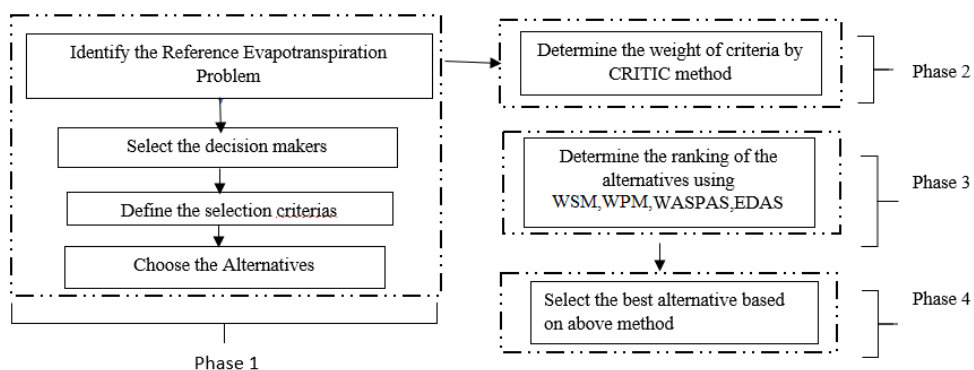 Identify the Reference Evapotranspiration
Problem
Select the decision makers
Define the selection criterias
Choose the Alternatives
Phase 1
Determine the weight of criteria by
CRITIC method
Phase 2
Determine the ranking of the
alternatives using
WSM,WPM,WASPAS,EDAS
Phase 3
Select the best alternative based
on above method
Phase 4